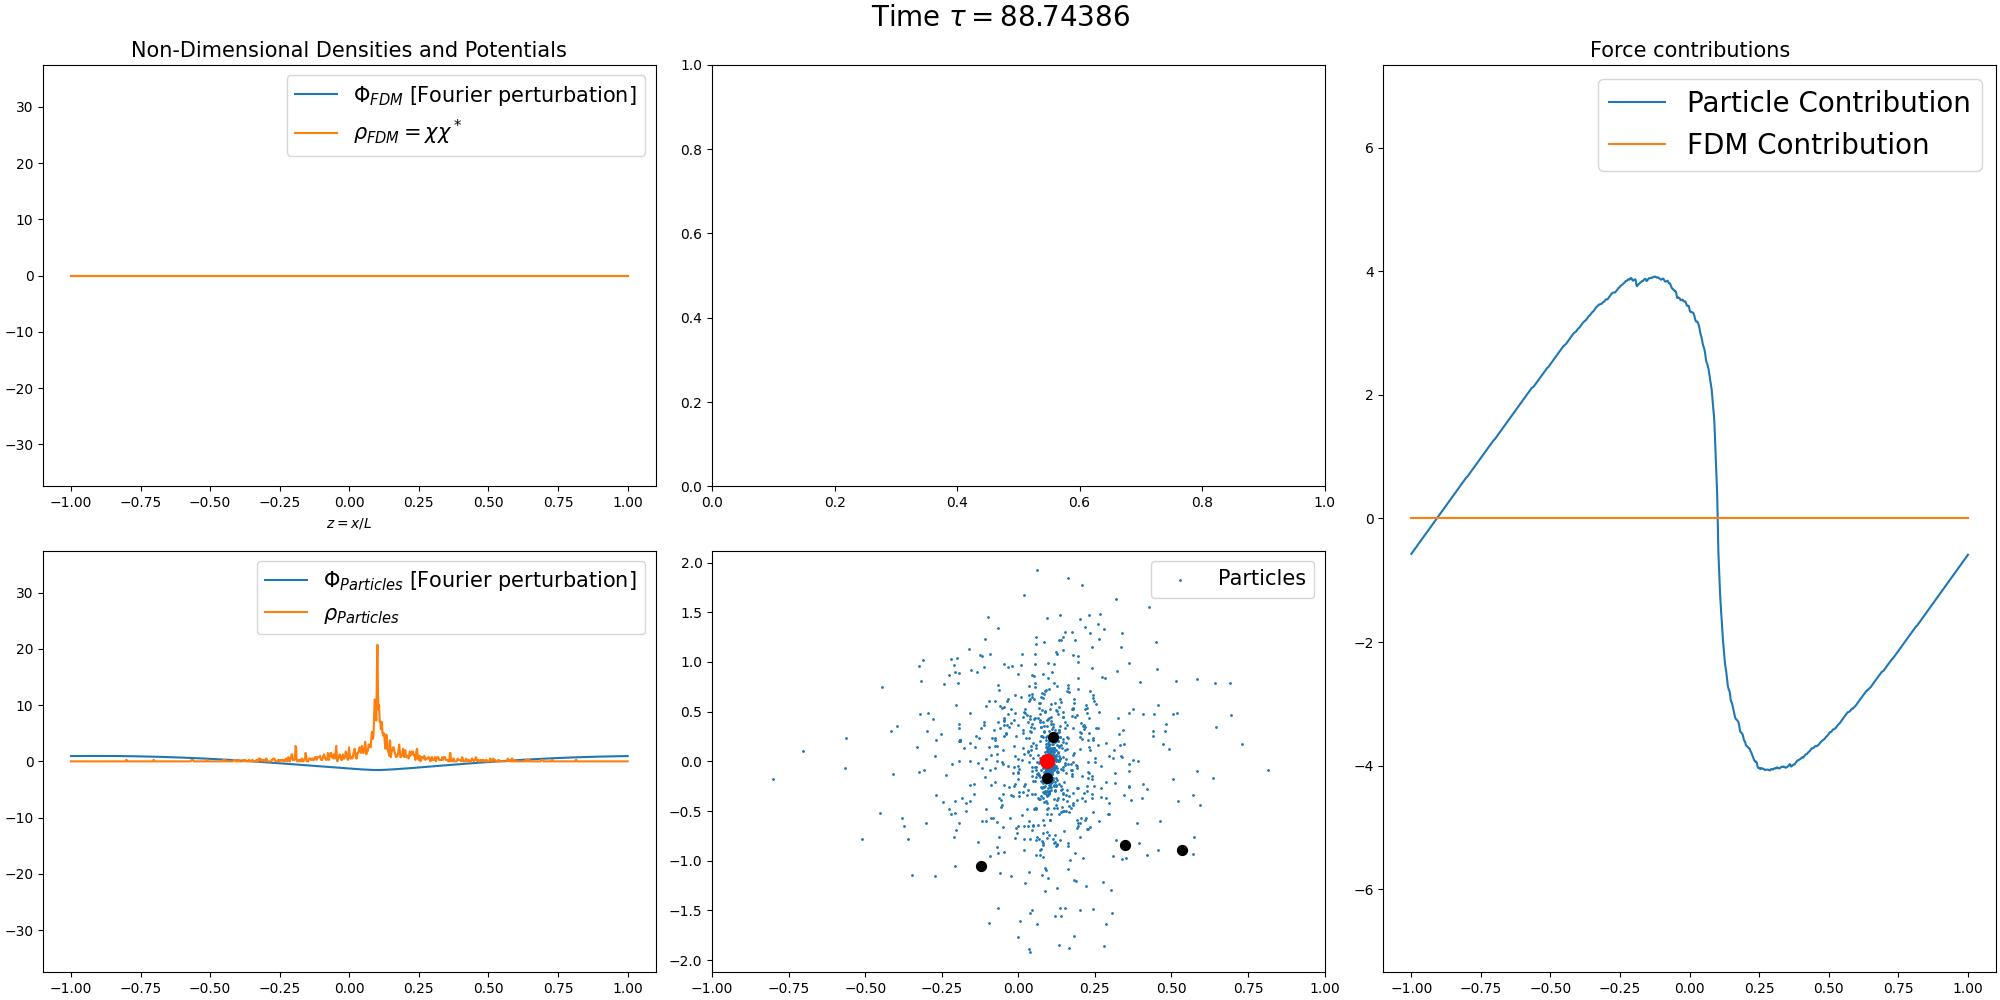 Time τ = 88.74386
Non-Dimensional Densities and Potentials
Φ_FDM [Fourier perturbation]
ρ_FDM = χχ*
30
20
10
0
−10
−20
−30
−1.00 −0.75 −0.50 −0.25 0.00 0.25 0.50 0.75 1.00
z = x/L
1.0
0.8
0.6
0.4
0.2
0.0
0.0 0.2 0.4 0.6 0.8 1.0
Force contributions
Particle Contribution
FDM Contribution
6
4
2
0
−2
−4
−6
−1.00 −0.75 −0.50 −0.25 0.00 0.25 0.50 0.75 1.00
Φ_Particles [Fourier perturbation]
ρ_Particles
30
20
10
0
−10
−20
−30
−1.00 −0.75 −0.50 −0.25 0.00 0.25 0.50 0.75 1.00
Particles
2.0
1.5
1.0
0.5
0.0
−0.5
−1.0
−1.5
−2.0
−1.00 −0.75 −0.50 −0.25 0.00 0.25 0.50 0.75 1.00